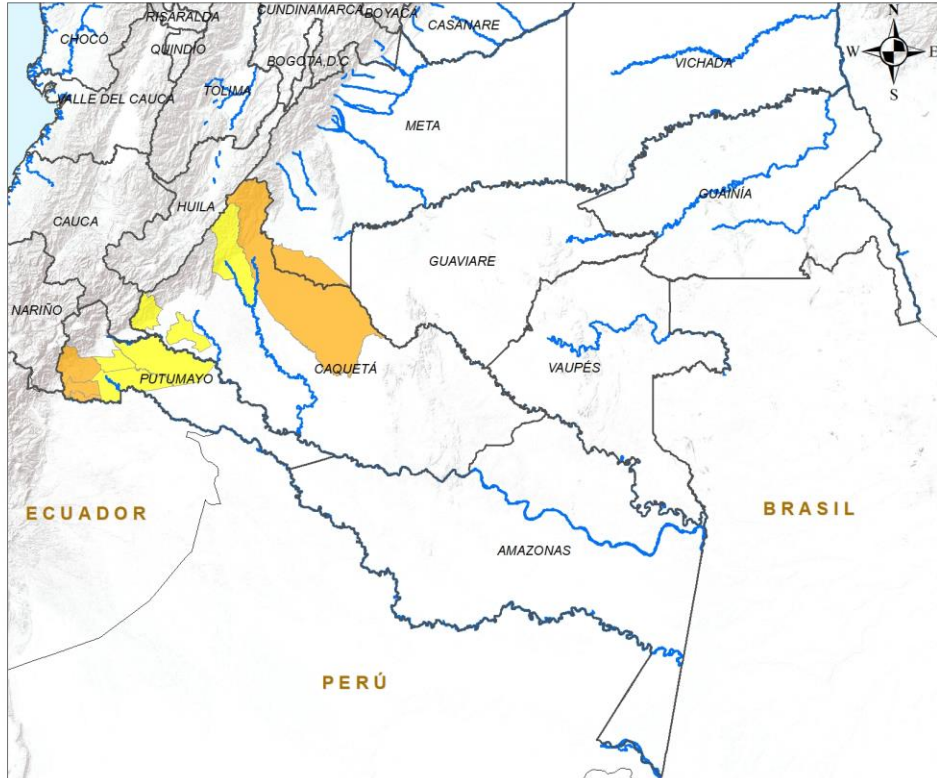 CUNDINAMARCA
BOYACÁ
RISARALDA
CASANARE
N
CHOCÓ
QUINDÍO
BOGOTÁ,D.C
W
E
VICHADA
S
VALLE DEL CAUCA
TOLIMA
META
GUAINÍA
HUILA
CAUCA
GUAVIARE
NARIÑO
CAQUETÁ
VAUPÉS
PUTUMAYO
ECUADOR
BRASIL
AMAZONAS
PERÚ